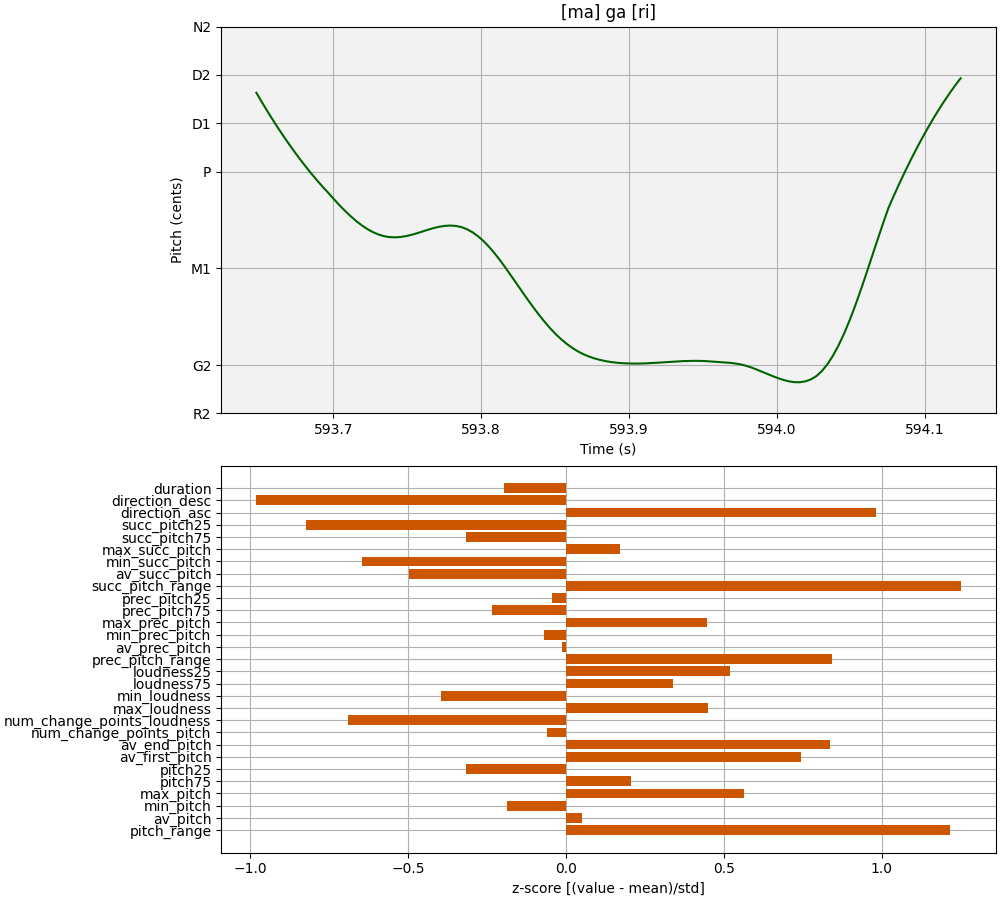 [ma] ga [ri]
N2
D2
D1
P
M1
G2
R2
Pitch (cents)
593.7
593.8
593.9
594.0
594.1
Time (s)
duration
direction_desc
direction_asc
succ_pitch25
succ_pitch75
max_succ_pitch
min_succ_pitch
av_succ_pitch
succ_pitch_range
prec_pitch25
prec_pitch75
max_prec_pitch
min_prec_pitch
av_prec_pitch
prec_pitch_range
loudness25
loudness75
min_loudness
max_loudness
num_change_points_loudness
num_change_points_pitch
av_end_pitch
av_first_pitch
pitch25
pitch75
max_pitch
min_pitch
av_pitch
pitch_range
−1.0
−0.5
0.0
0.5
1.0
z-score [(value - mean)/std]